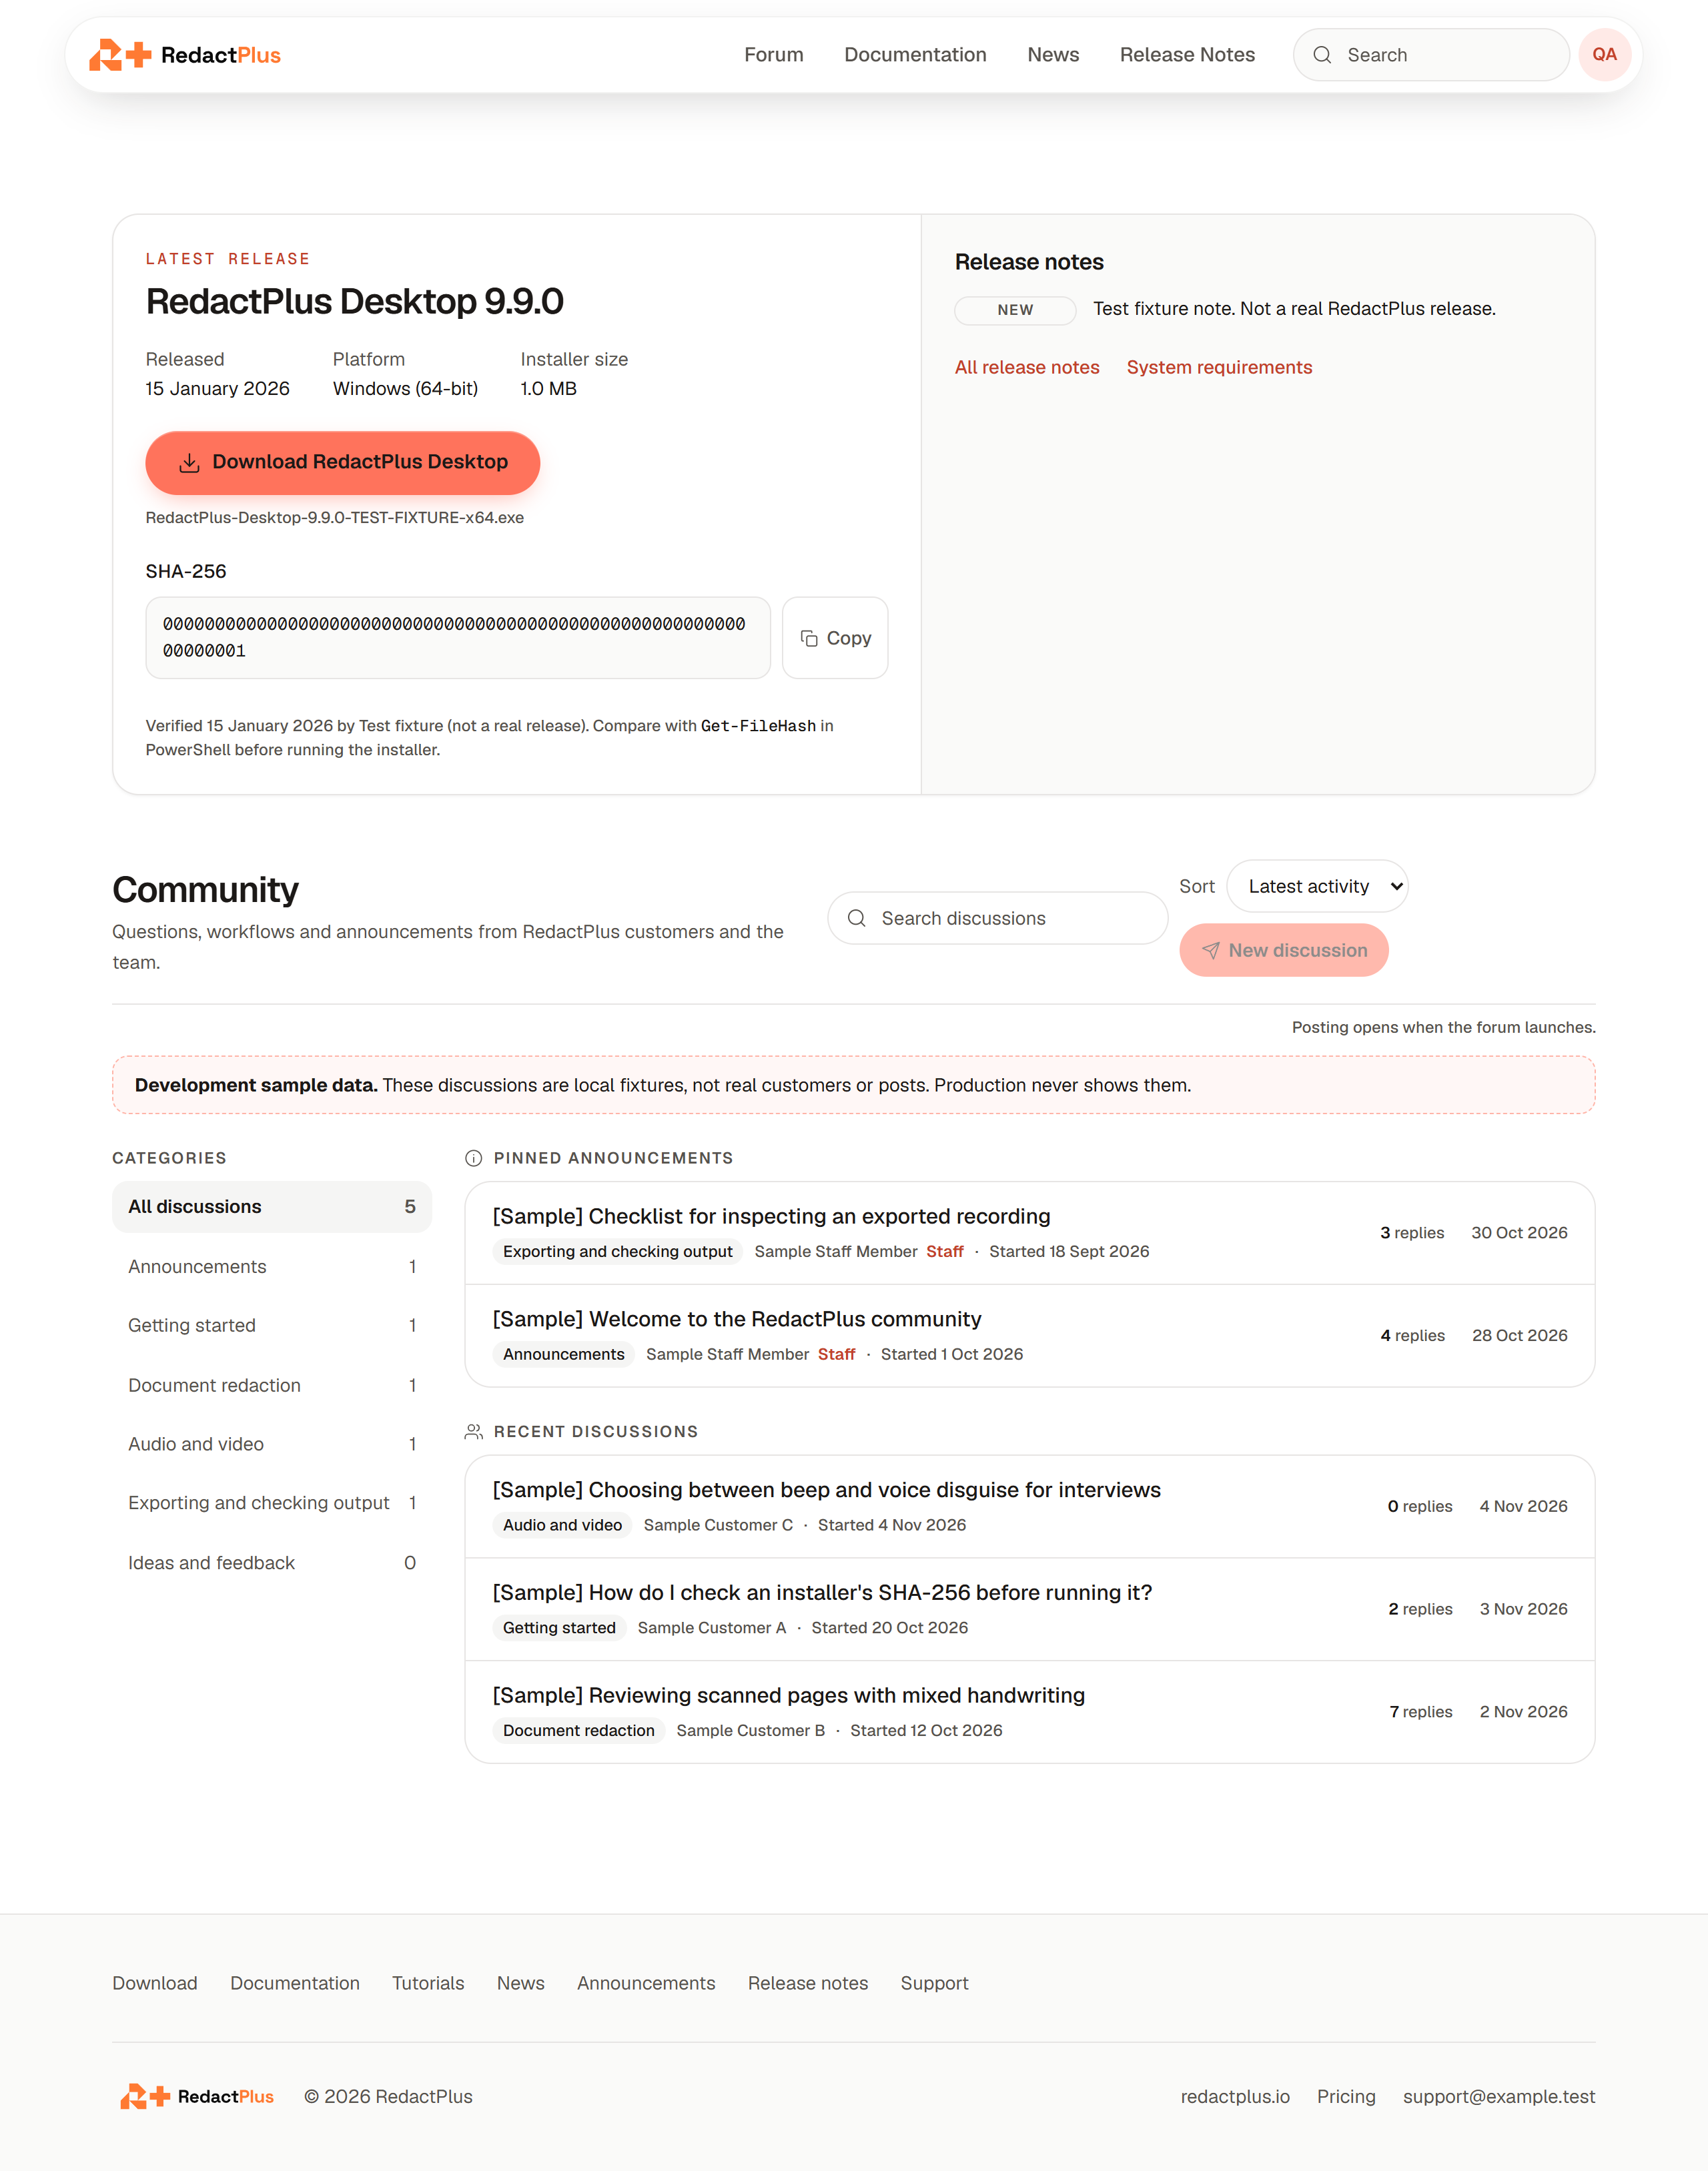 RedactPlus
Forum
Documentation
News
Release Notes
Search
QA
LATEST RELEASE
RedactPlus Desktop 9.9.0
Released
15 January 2026
Platform
Windows (64-bit)
Installer size
1.0 MB
Download RedactPlus Desktop
RedactPlus-Desktop-9.9.0-TEST-FIXTURE-x64.exe
SHA-256
00000000000000000000000000000000000000000000000000000000
00000001
Copy
Verified 15 January 2026 by Test fixture (not a real release). Compare with Get-FileHash in
PowerShell before running the installer.
Release notes
NEW
Test fixture note. Not a real RedactPlus release.
All release notes
System requirements
Community
Questions, workflows and announcements from RedactPlus customers and the
team.
Search discussions
Sort
Latest activity
New discussion
Posting opens when the forum launches.
Development sample data. These discussions are local fixtures, not real customers or posts. Production never shows them.
CATEGORIES
All discussions 5
Announcements 1
Getting started 1
Document redaction 1
Audio and video 1
Exporting and checking output 1
Ideas and feedback 0
PINNED ANNOUNCEMENTS
[Sample] Checklist for inspecting an exported recording
Exporting and checking output Sample Staff Member Staff · Started 18 Sept 2026
3 replies 30 Oct 2026
[Sample] Welcome to the RedactPlus community
Announcements Sample Staff Member Staff · Started 1 Oct 2026
4 replies 28 Oct 2026
RECENT DISCUSSIONS
[Sample] Choosing between beep and voice disguise for interviews
Audio and video Sample Customer C · Started 4 Nov 2026
0 replies 4 Nov 2026
[Sample] How do I check an installer's SHA-256 before running it?
Getting started Sample Customer A · Started 20 Oct 2026
2 replies 3 Nov 2026
[Sample] Reviewing scanned pages with mixed handwriting
Document redaction Sample Customer B · Started 12 Oct 2026
7 replies 2 Nov 2026
Download
Documentation
Tutorials
News
Announcements
Release notes
Support
RedactPlus
© 2026 RedactPlus
redactplus.io
Pricing
support@example.test